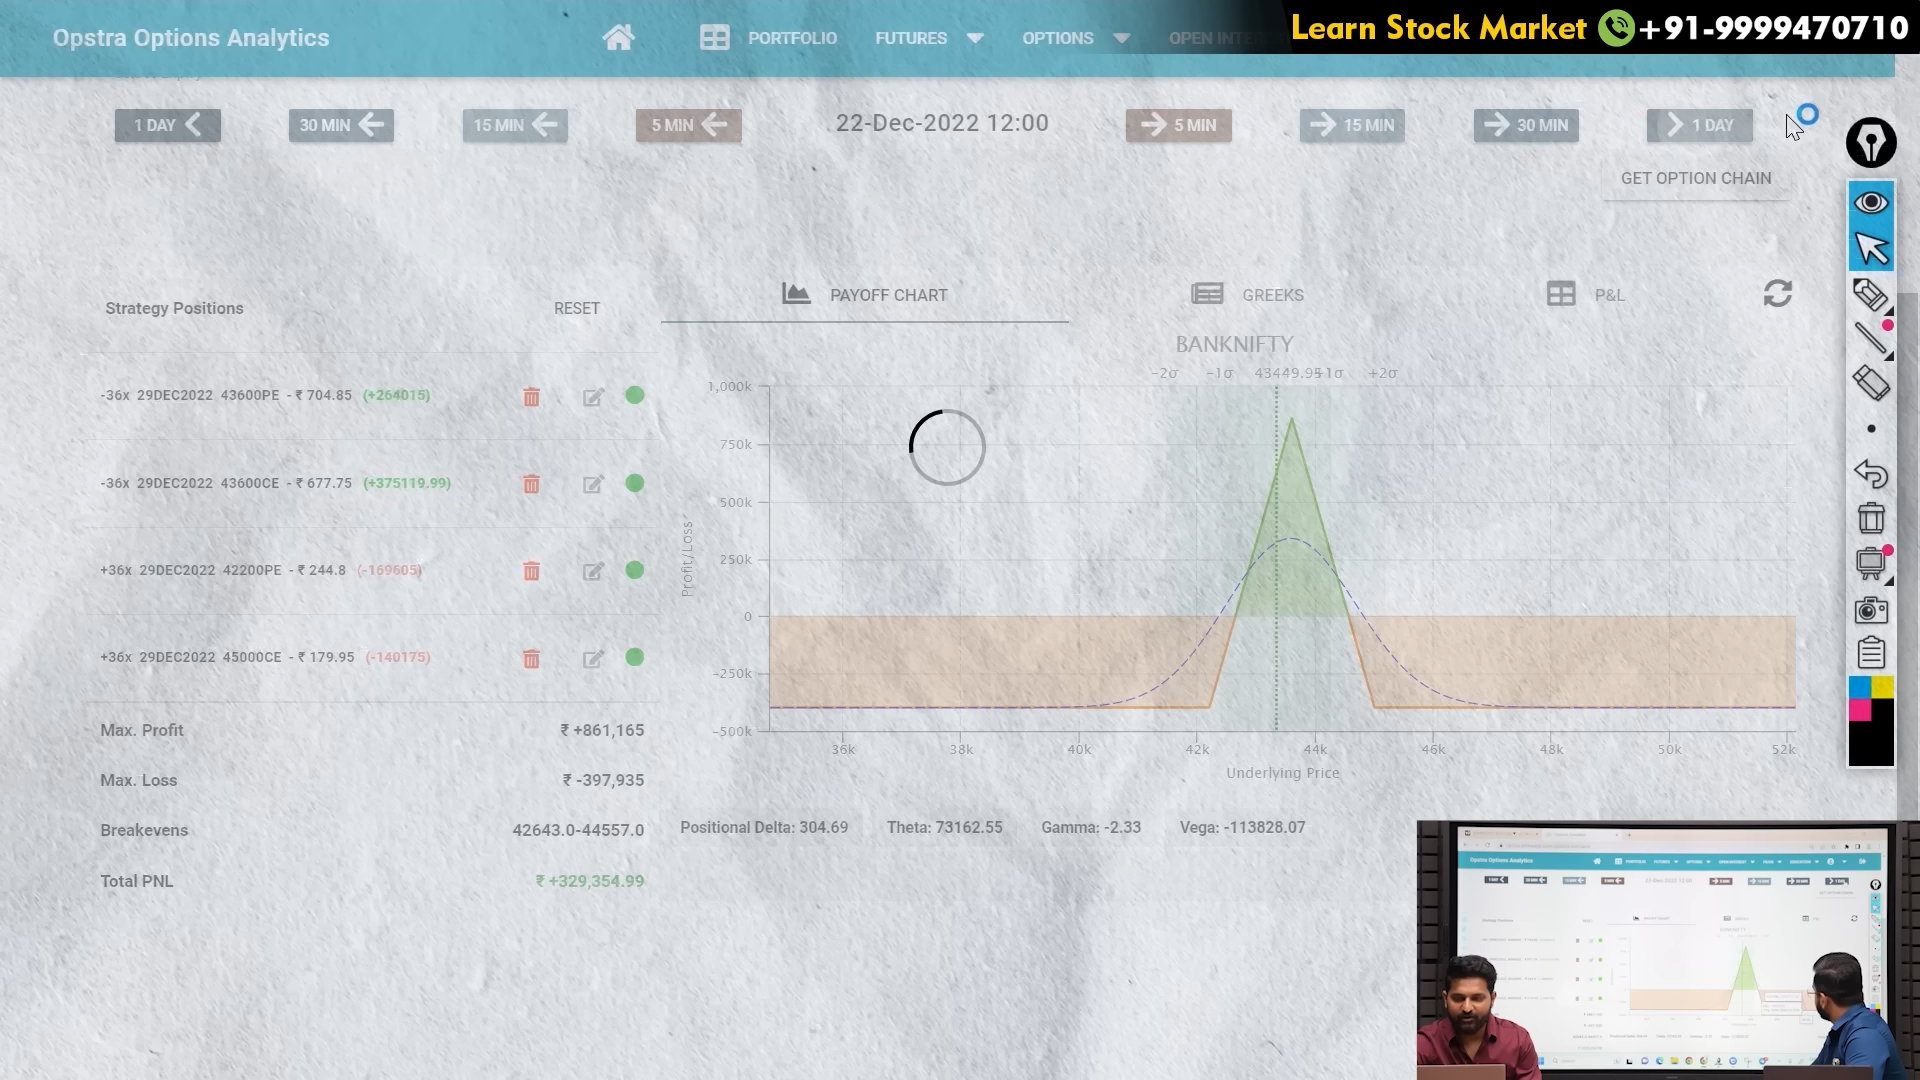 Opstra Options Analytics
PORTFOLIO
FUTURES
OPTIONS
Learn Stock Market +91-9999470710
1 DAY
30 MIN
15 MIN
5 MIN
22-Dec-2022 12:00
5 MIN
15 MIN
30 MIN
1 DAY
GET OPTION CHAIN
Strategy Positions
RESET
PAYOFF CHART
GREEKS
P&L
BANKNIFTY
-2σ -1σ 43449.95 +1σ +2σ
-36x 29DEC2022 43600PE - ₹ 704.85 (+264015)
-36x 29DEC2022 43600CE - ₹ 677.75 (+375119.99)
+36x 29DEC2022 42200PE - ₹ 244.8 (-169605)
+36x 29DEC2022 45000CE - ₹ 179.95 (-140175)
Max. Profit ₹ +861,165
Max. Loss ₹ -397,935
Breakevens 42643.0-44557.0
Total PNL ₹ +329,354.99
1,000k
750k
500k
250k
0
-250k
-500k
Profit/Loss
36k 38k 40k 42k 44k 46k 48k 50k 52k
Underlying Price
Positional Delta: 304.69 Theta: 73162.55 Gamma: -2.33 Vega: -113828.07
Opstra Options Analytics